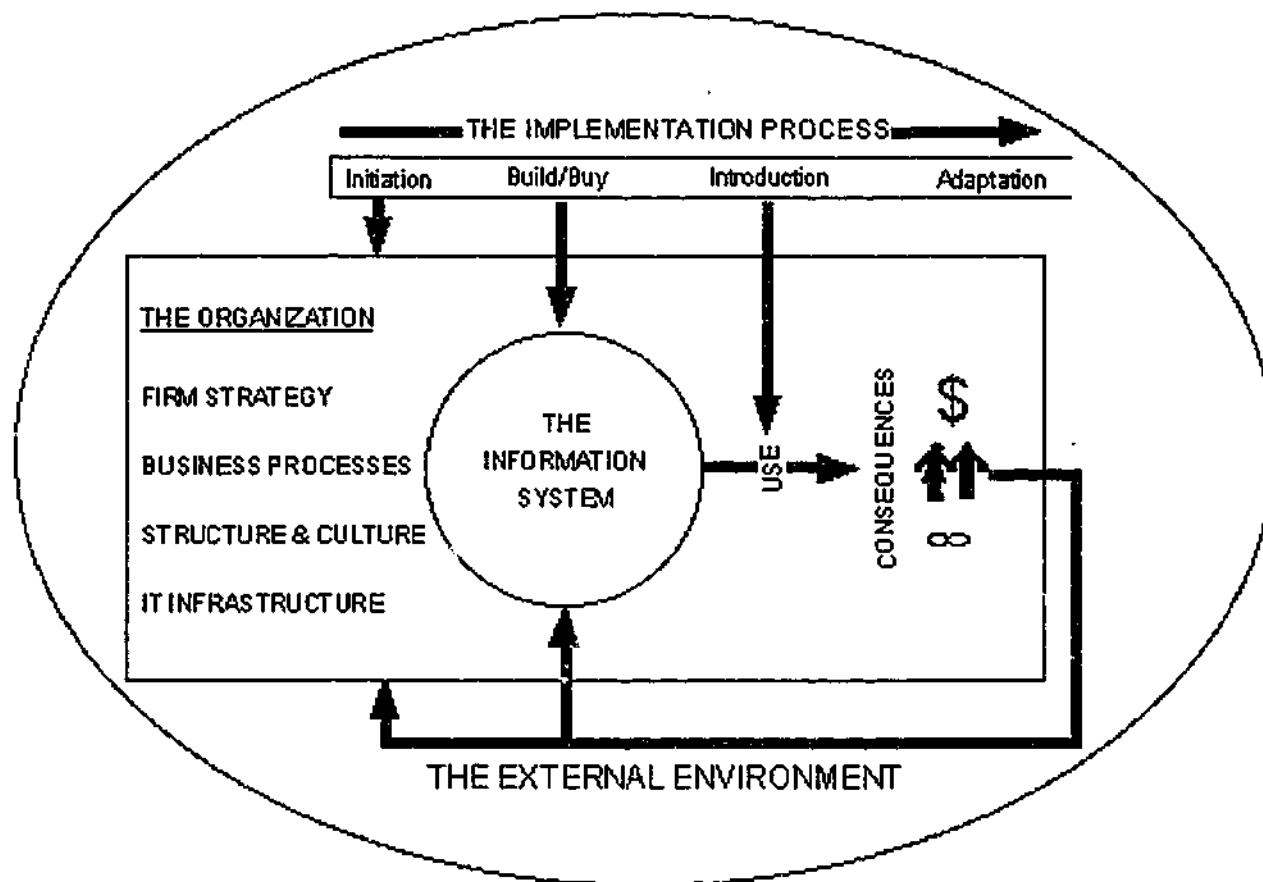 THE IMPLEMENTATION PROCESS
Initiation Build/Buy Introduction Adaptation
THE ORGANIZATION
FIRM STRATEGY
BUSINESS PROCESSES
STRUCTURE & CULTURE
IT INFRASTRUCTURE
THE
INFORMATION
SYSTEM
USE
CONSEQUENCES
$
∞
THE EXTERNAL ENVIRONMENT